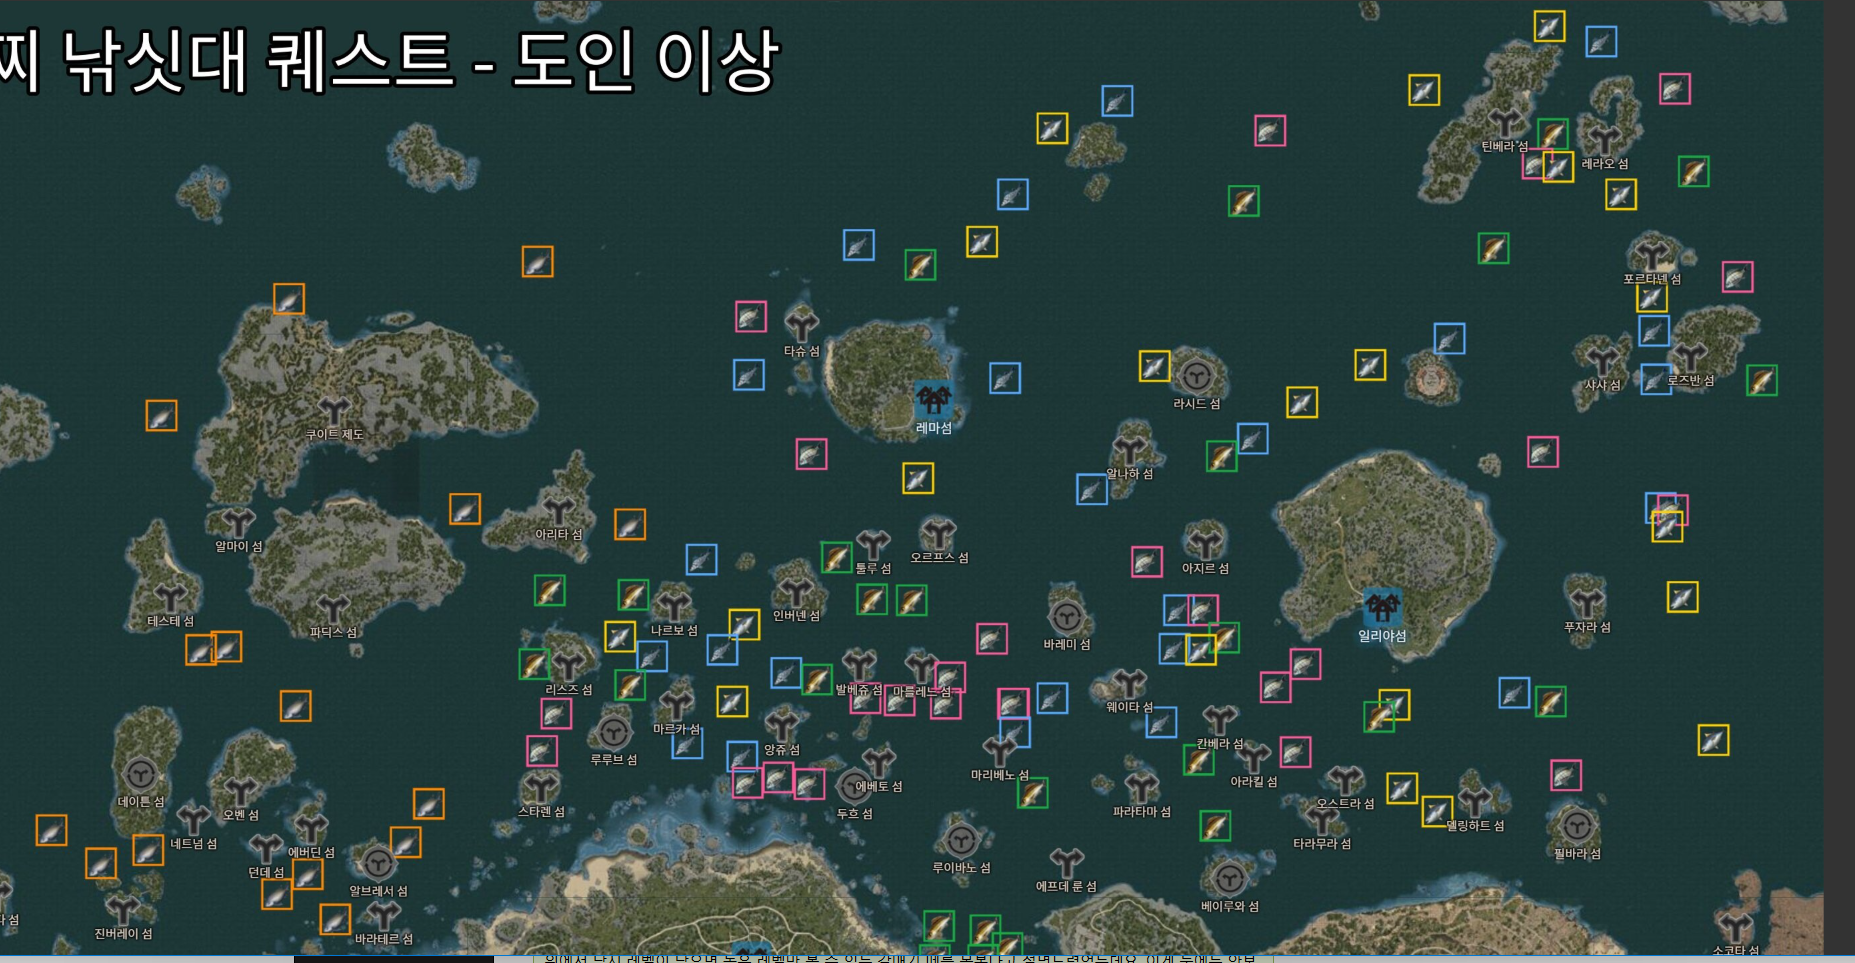 찌 낚싯대 퀘스트 - 도인 이상
틴베라 섬
레라오 섬
포르타넨 섬
타슈 섬
라시드 섬
샤샤 섬
로즈반 섬
레마섬
쿠이트 제도
알나하 섬
아리타 섬
알마이 섬
툴루 섬
오르프스 섬
아지르 섬
테스테 섬
파딕스 섬
나르보 섬
인버넨 섬
바레미 섬
일리야섬
푸자라 섬
리스즈 섬
발베쥬 섬
마를레느 섬
웨이타 섬
마르카 섬
루루브 섬
앙쥬 섬
칸베라 섬
마리베노 섬
에베토 섬
아라킬 섬
데이튼 섬
오벤 섬
스타렌 섬
두흐 섬
파라타마 섬
오스트라 섬
델링하트 섬
네트넘 섬
에버딘 섬
타라무라 섬
필바라 섬
던데 섬
알브레서 섬
루이바노 섬
에프데 룬 섬
베이루와 섬
섬
진버레이 섬
바라테르 섬
소코타 섬